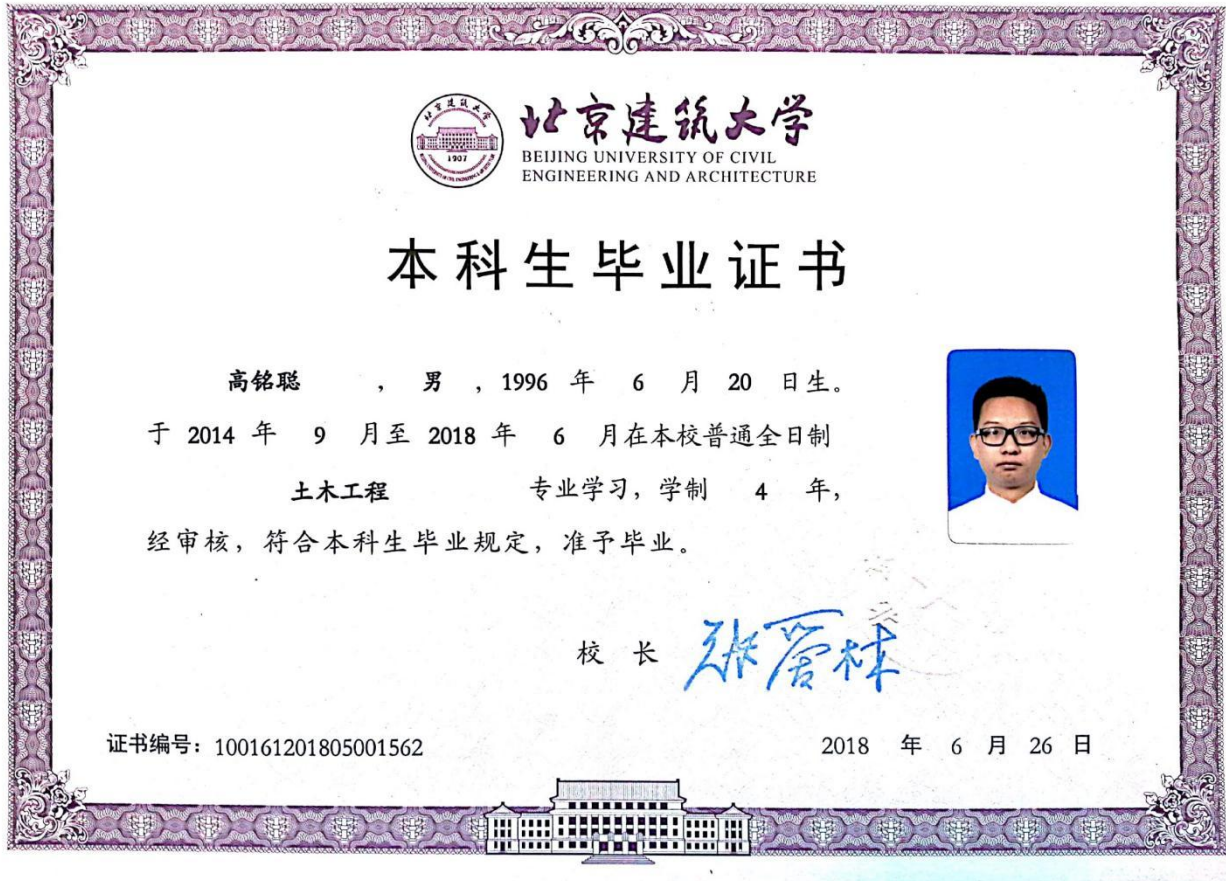 北京建筑大学
BEIJING UNIVERSITY OF CIVIL
ENGINEERING AND ARCHITECTURE
1907
本科生毕业证书
高铭聪 , 男 , 1996 年 6 月 20 日生。
于 2014 年 9 月至 2018 年 6 月在本校普通全日制
土木工程 专业学习, 学制 4 年,
经审核, 符合本科生毕业规定, 准予毕业。
校 长
证书编号: 100161201805001562
2018 年 6 月 26 日